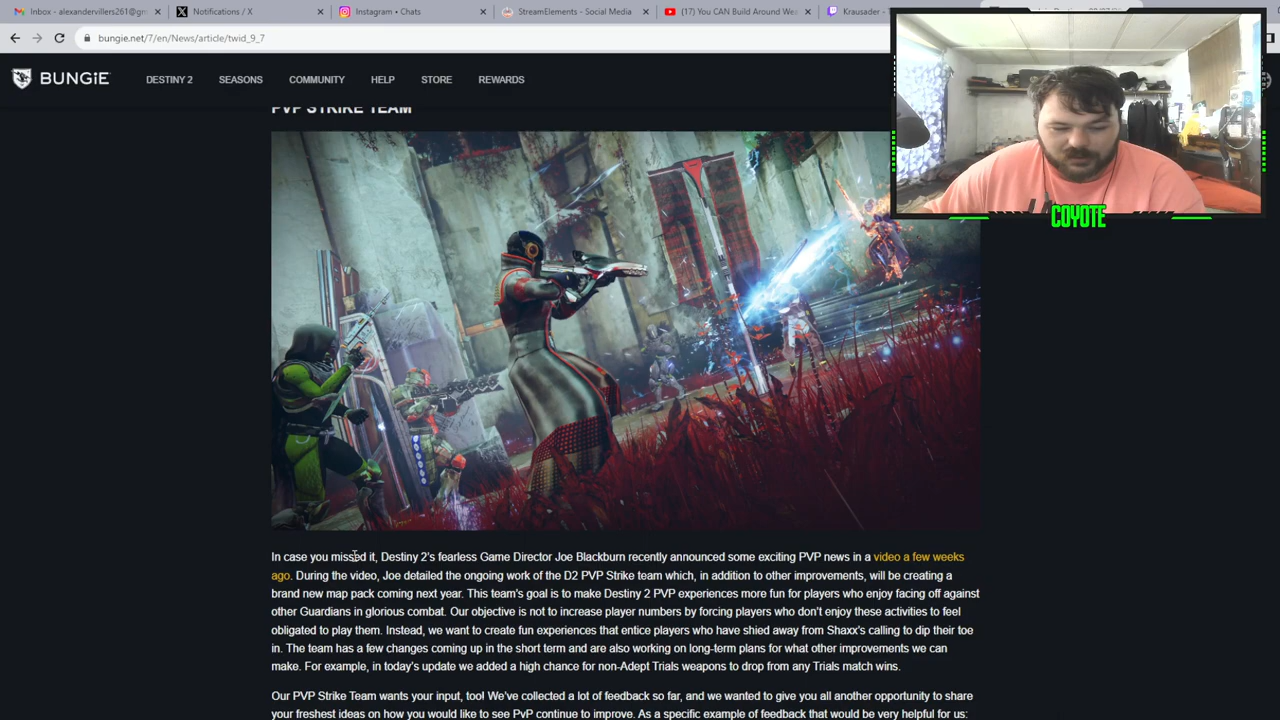 Inbox - alexandervillers261@gm
Notifications / X
Instagram • Chats
StreamElements - Social Media
(17) You CAN Build Around We
Krausader -
bungie.net/7/en/News/article/twid_9_7
BUNGiE
DESTINY 2
SEASONS
COMMUNITY
HELP
STORE
REWARDS
PVP STRIKE TEAM
COYOTE
In case you missed it, Destiny 2's fearless Game Director Joe Blackburn recently announced some exciting PVP news in a video a few weeks
ago. During the video, Joe detailed the ongoing work of the D2 PVP Strike team which, in addition to other improvements, will be creating a
brand new map pack coming next year. This team's goal is to make Destiny 2 PVP experiences more fun for players who enjoy facing off against
other Guardians in glorious combat. Our objective is not to increase player numbers by forcing players who don't enjoy these activities to feel
obligated to play them. Instead, we want to create fun experiences that entice players who have shied away from Shaxx's calling to dip their toe
in. The team has a few changes coming up in the short term and are also working on long-term plans for what other improvements we can
make. For example, in today's update we added a high chance for non-Adept Trials weapons to drop from any Trials match wins.
Our PVP Strike Team wants your input, too! We've collected a lot of feedback so far, and we wanted to give you all another opportunity to share
your freshest ideas on how you would like to see PvP continue to improve. As a specific example of feedback that would be very helpful for us: